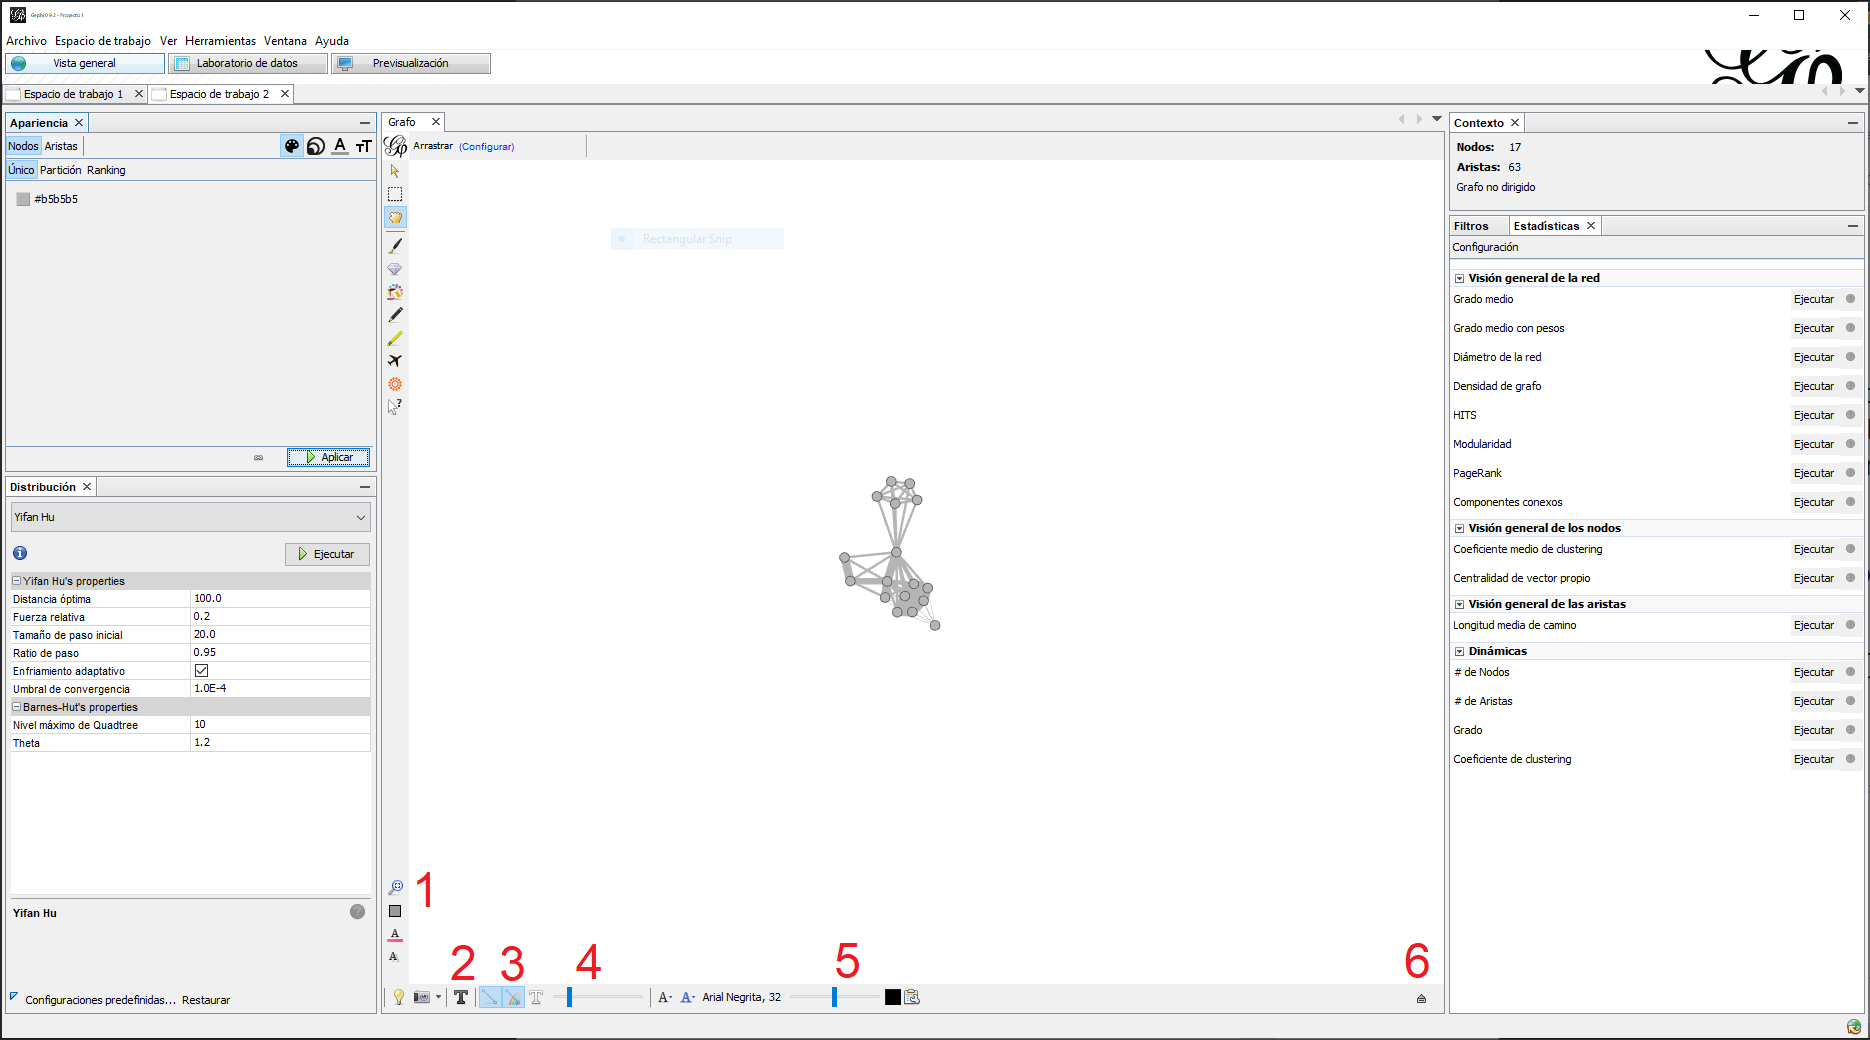 Gephi 0.9.2 - Proyecto 1
Archivo Espacio de trabajo Ver Herramientas Ventana Ayuda
Vista general Laboratorio de datos Previsualización
Espacio de trabajo 1 Espacio de trabajo 2
Apariencia
Nodos Aristas
Único Partición Ranking
#b5b5b5
Aplicar
Distribución
Yifan Hu
Ejecutar
Yifan Hu's properties
Distancia óptima 100.0
Fuerza relativa 0.2
Tamaño de paso inicial 20.0
Ratio de paso 0.95
Enfriamiento adaptativo
Umbral de convergencia 1.0E-4
Barnes-Hut's properties
Nivel máximo de Quadtree 10
Theta 1.2
Yifan Hu
Configuraciones predefinidas... Restaurar
Grafo
Arrastrar (Configurar)
Rectangular Snip
1
2 3 4 5 6
Arial Negrita, 32
Contexto
Nodos: 17
Aristas: 63
Grafo no dirigido
Filtros Estadísticas
Configuración
Visión general de la red
Grado medio Ejecutar
Grado medio con pesos Ejecutar
Diámetro de la red Ejecutar
Densidad de grafo Ejecutar
HITS Ejecutar
Modularidad Ejecutar
PageRank Ejecutar
Componentes conexos Ejecutar
Visión general de los nodos
Coeficiente medio de clustering Ejecutar
Centralidad de vector propio Ejecutar
Visión general de las aristas
Longitud media de camino Ejecutar
Dinámicas
# de Nodos Ejecutar
# de Aristas Ejecutar
Grado Ejecutar
Coeficiente de clustering Ejecutar